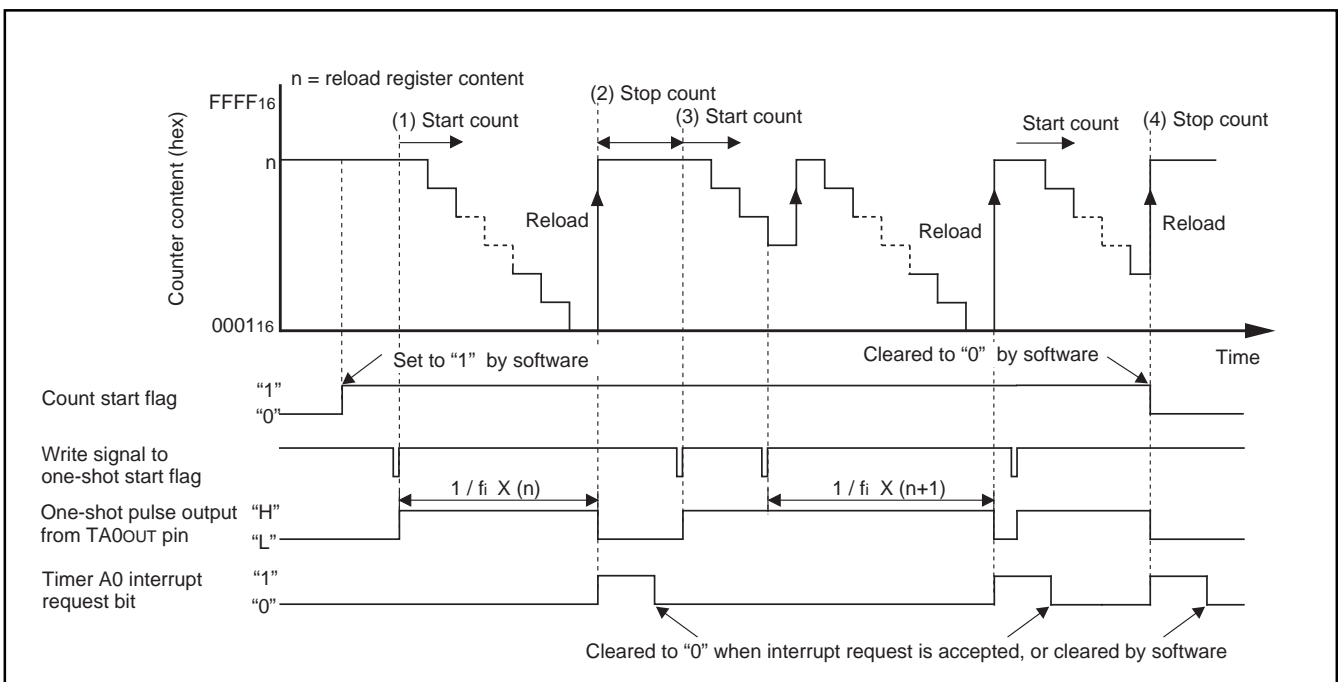 n = reload register content
FFFF16
(2) Stop count
(1) Start count
(3) Start count
Start count
(4) Stop count
Counter content (hex)
n
Reload
Reload
Reload
000116
Time
Set to “1” by software
Cleared to “0” by software
Count start flag
“1”
“0”
Write signal to
one-shot start flag
1 / fi X (n)
1 / fi X (n+1)
One-shot pulse output
from TA0OUT pin
“H”
“L”
Timer A0 interrupt
request bit
“1”
“0”
Cleared to “0” when interrupt request is accepted, or cleared by software